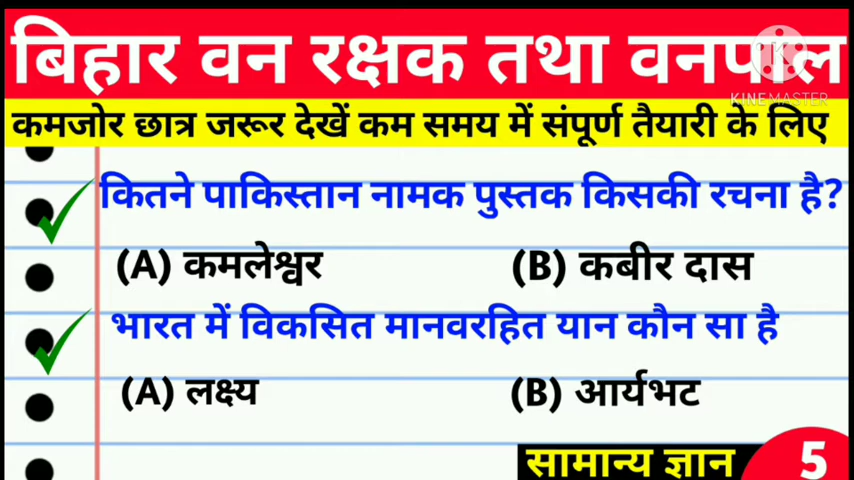 बिहार वन रक्षक तथा वनपाल
KINEMASTER
कमजोर छात्र जरूर देखें कम समय में संपूर्ण तैयारी के लिए
कितने पाकिस्तान नामक पुस्तक किसकी रचना है?
(A) कमलेश्वर (B) कबीर दास
भारत में विकसित मानवरहित यान कौन सा है
(A) लक्ष्य (B) आर्यभट
सामान्य ज्ञान 5